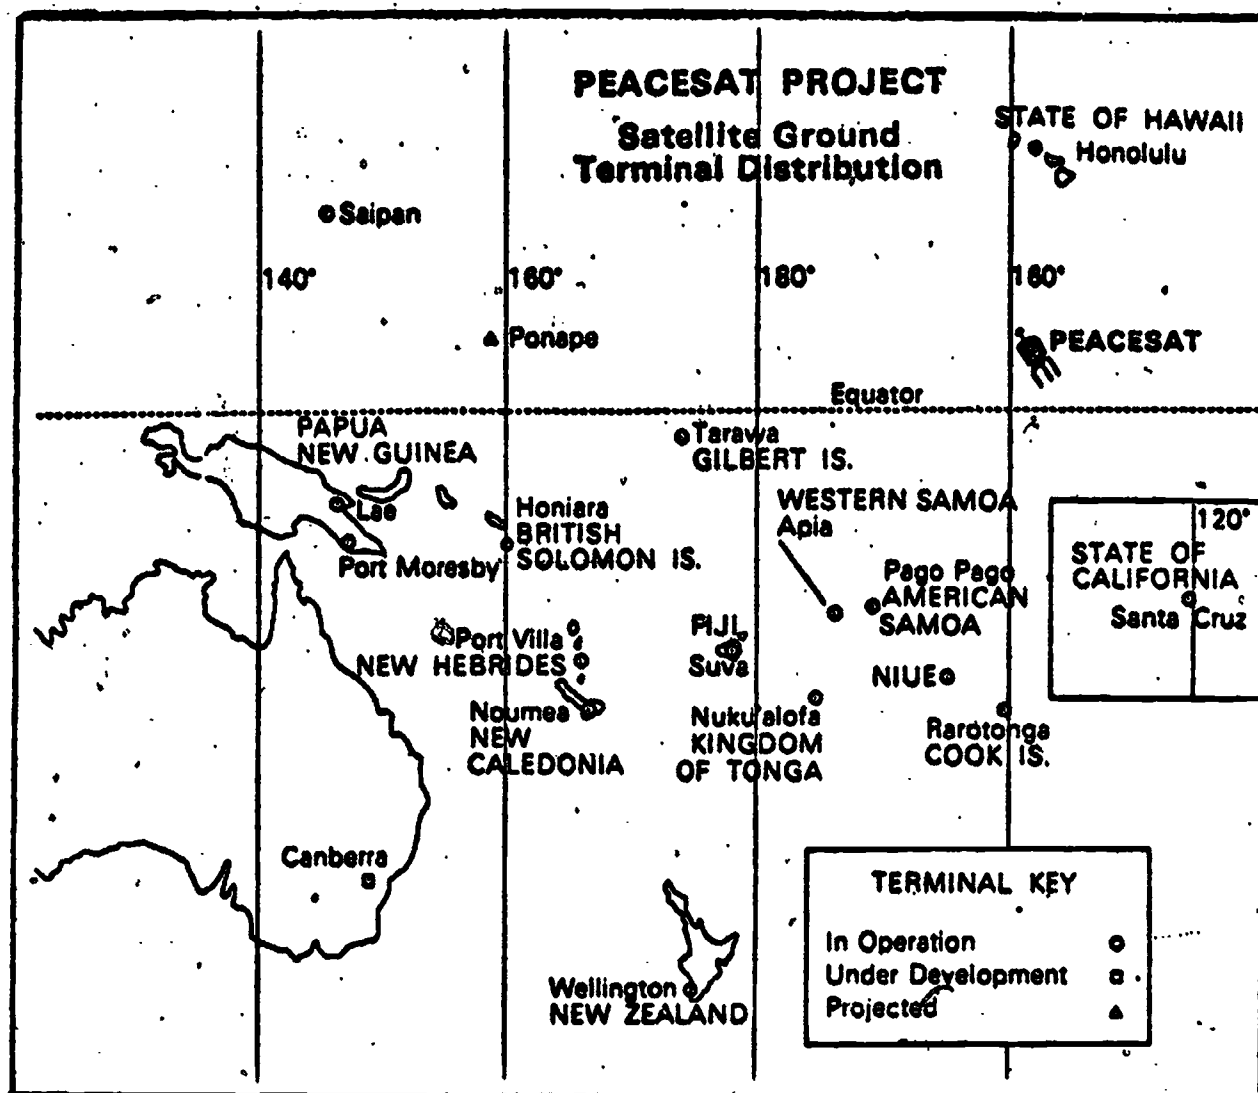 PEACESAT PROJECT
Satellite Ground
Terminal Distribution
STATE OF HAWAII
Honolulu
Saipan
140°
160°
180°
160°
Ponape
PEACESAT
Equator
PAPUA
NEW GUINEA
Tarawa
GILBERT IS.
Lae
Honiara
BRITISH
SOLOMON IS.
Port Moresby
WESTERN SAMOA
Apia
Pago Pago
AMERICAN
SAMOA
120°
STATE OF
CALIFORNIA
Santa Cruz
Port Villa
NEW HEBRIDES
FIJI
Suva
NIUE
Noumea
NEW
CALEDONIA
Nuku'alofa
KINGDOM
OF TONGA
Rarotonga
COOK IS.
Canberra
Wellington
NEW ZEALAND
TERMINAL KEY
In Operation
Under Development
Projected